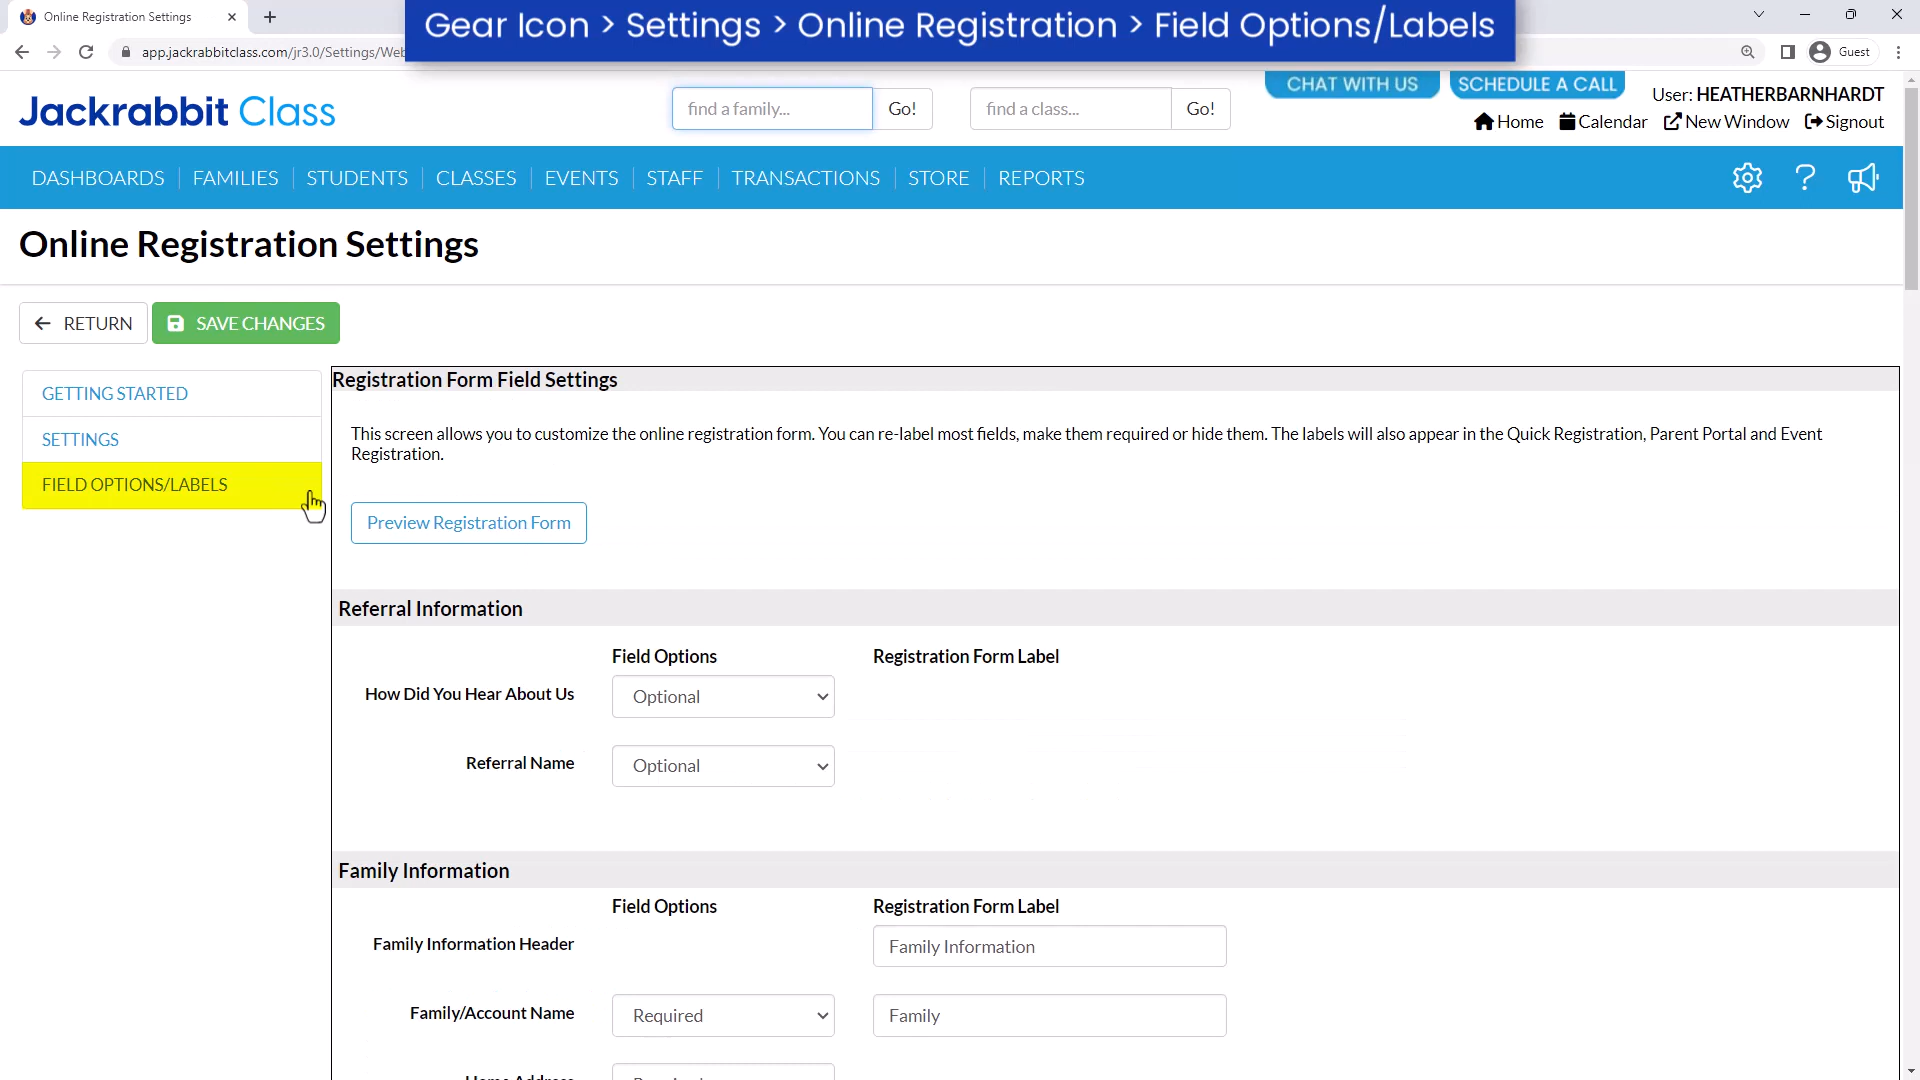 Online Registration Settings
Gear Icon > Settings > Online Registration > Field Options/Labels
app.jackrabbitclass.com/jr3.0/Settings/Web
Guest
Jackrabbit Class
find a family...
Go!
find a class...
Go!
CHAT WITH US
SCHEDULE A CALL
User: HEATHERBARNHARDT
Home
Calendar
New Window
Signout
DASHBOARDS
FAMILIES
STUDENTS
CLASSES
EVENTS
STAFF
TRANSACTIONS
STORE
REPORTS
Online Registration Settings
RETURN
SAVE CHANGES
GETTING STARTED
SETTINGS
FIELD OPTIONS/LABELS
Registration Form Field Settings
This screen allows you to customize the online registration form. You can re-label most fields, make them required or hide them. The labels will also appear in the Quick Registration, Parent Portal and Event
Registration.
Preview Registration Form
Referral Information
Field Options
Registration Form Label
How Did You Hear About Us
Optional
Referral Name
Optional
Family Information
Field Options
Registration Form Label
Family Information Header
Family Information
Family/Account Name
Required
Family
Home Address